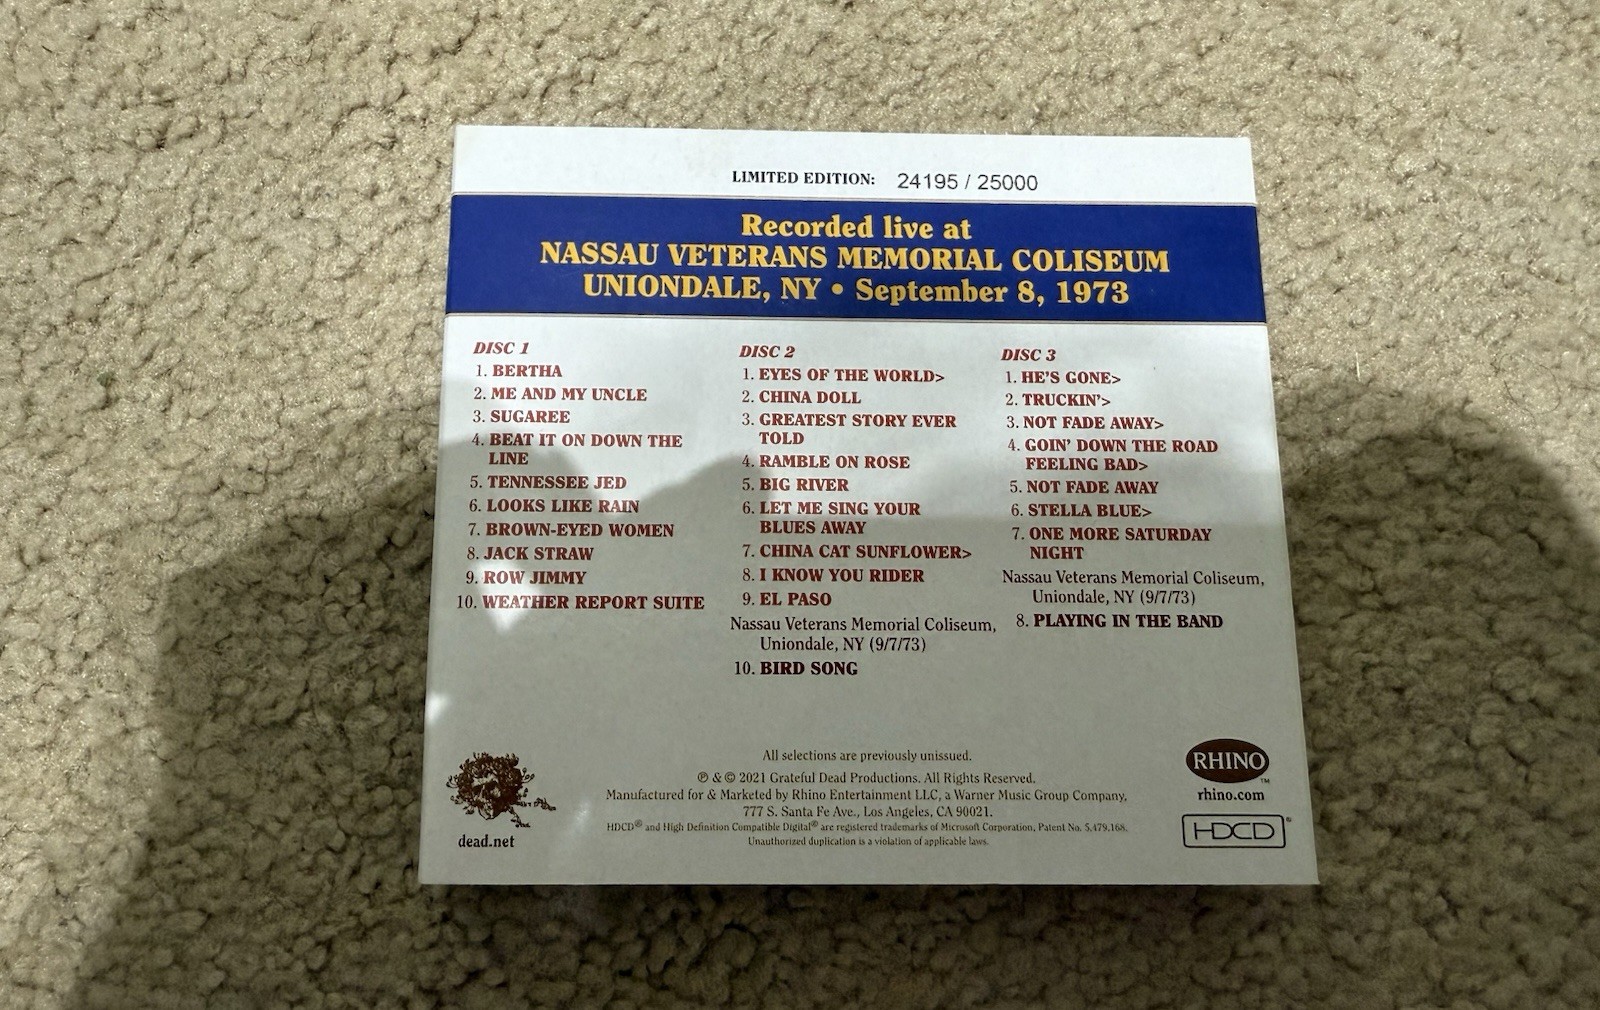 LIMITED EDITION: 24195 / 25000
Recorded live at
NASSAU VETERANS MEMORIAL COLISEUM
UNIONDALE, NY • September 8, 1973
DISC 1
1. BERTHA
2. ME AND MY UNCLE
3. SUGAREE
4. BEAT IT ON DOWN THE
LINE
5. TENNESSEE JED
6. LOOKS LIKE RAIN
7. BROWN-EYED WOMEN
8. JACK STRAW
9. ROW JIMMY
10. WEATHER REPORT SUITE
DISC 2
1. EYES OF THE WORLD>
2. CHINA DOLL
3. GREATEST STORY EVER
TOLD
4. RAMBLE ON ROSE
5. BIG RIVER
6. LET ME SING YOUR
BLUES AWAY
7. CHINA CAT SUNFLOWER>
8. I KNOW YOU RIDER
9. EL PASO
Nassau Veterans Memorial Coliseum,
Uniondale, NY (9/7/73)
10. BIRD SONG
DISC 3
1. HE'S GONE>
2. TRUCKIN'>
3. NOT FADE AWAY>
4. GOIN' DOWN THE ROAD
FEELING BAD>
5. NOT FADE AWAY
6. STELLA BLUE>
7. ONE MORE SATURDAY
NIGHT
Nassau Veterans Memorial Coliseum,
Uniondale, NY (9/7/73)
8. PLAYING IN THE BAND
All selections are previously unissued.
℗ & © 2021 Grateful Dead Productions. All Rights Reserved.
Manufactured for & Marketed by Rhino Entertainment LLC, a Warner Music Group Company,
777 S. Santa Fe Ave., Los Angeles, CA 90021.
HDCD® and High Definition Compatible Digital® are registered trademarks of Microsoft Corporation, Patent No. 5,479,168.
Unauthorized duplication is a violation of applicable laws.
dead.net
RHINO™
rhino.com
HDCD®